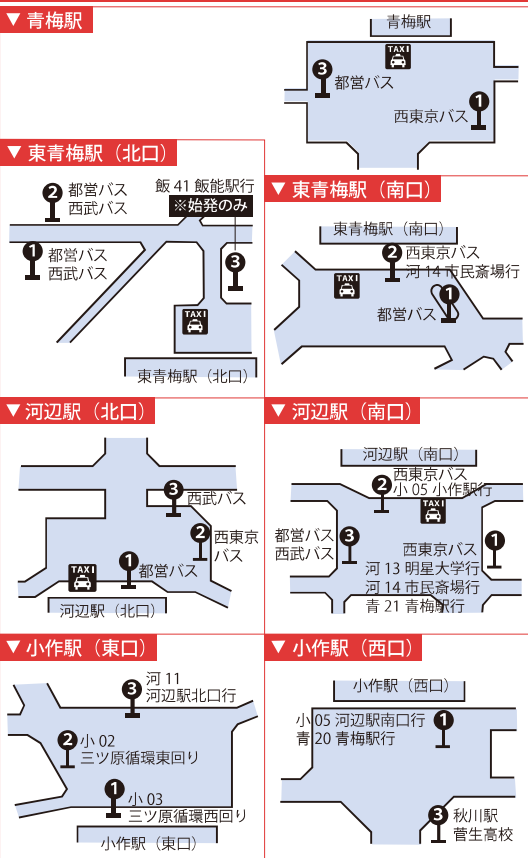 ▼青梅駅
青梅駅
TAXI
3
都営バス
1
西東京バス
▼東青梅駅（北口）
2
都営バス
西武バス
飯 41 飯能駅行
※始発のみ
1
都営バス
西武バス
3
TAXI
東青梅駅（北口）
▼東青梅駅（南口）
東青梅駅（南口）
2
西東京バス
河 14 市民斎場行
TAXI
1
都営バス
▼河辺駅（北口）
3
西武バス
2
西東京
バス
1
都営バス
TAXI
河辺駅（北口）
▼河辺駅（南口）
河辺駅（南口）
西東京バス
2
小 05 小作駅行
TAXI
都営バス
西武バス
3
1
西東京バス
河 13 明星大学行
河 14 市民斎場行
青 21 青梅駅行
▼小作駅（東口）
3
河 11
河辺駅北口行
2
小 02
三ツ原循環東回り
1
小 03
三ツ原循環西回り
小作駅（東口）
▼小作駅（西口）
小作駅（西口）
小 05 河辺駅南口行
青 20 青梅駅行
1
3
秋川駅
菅生高校